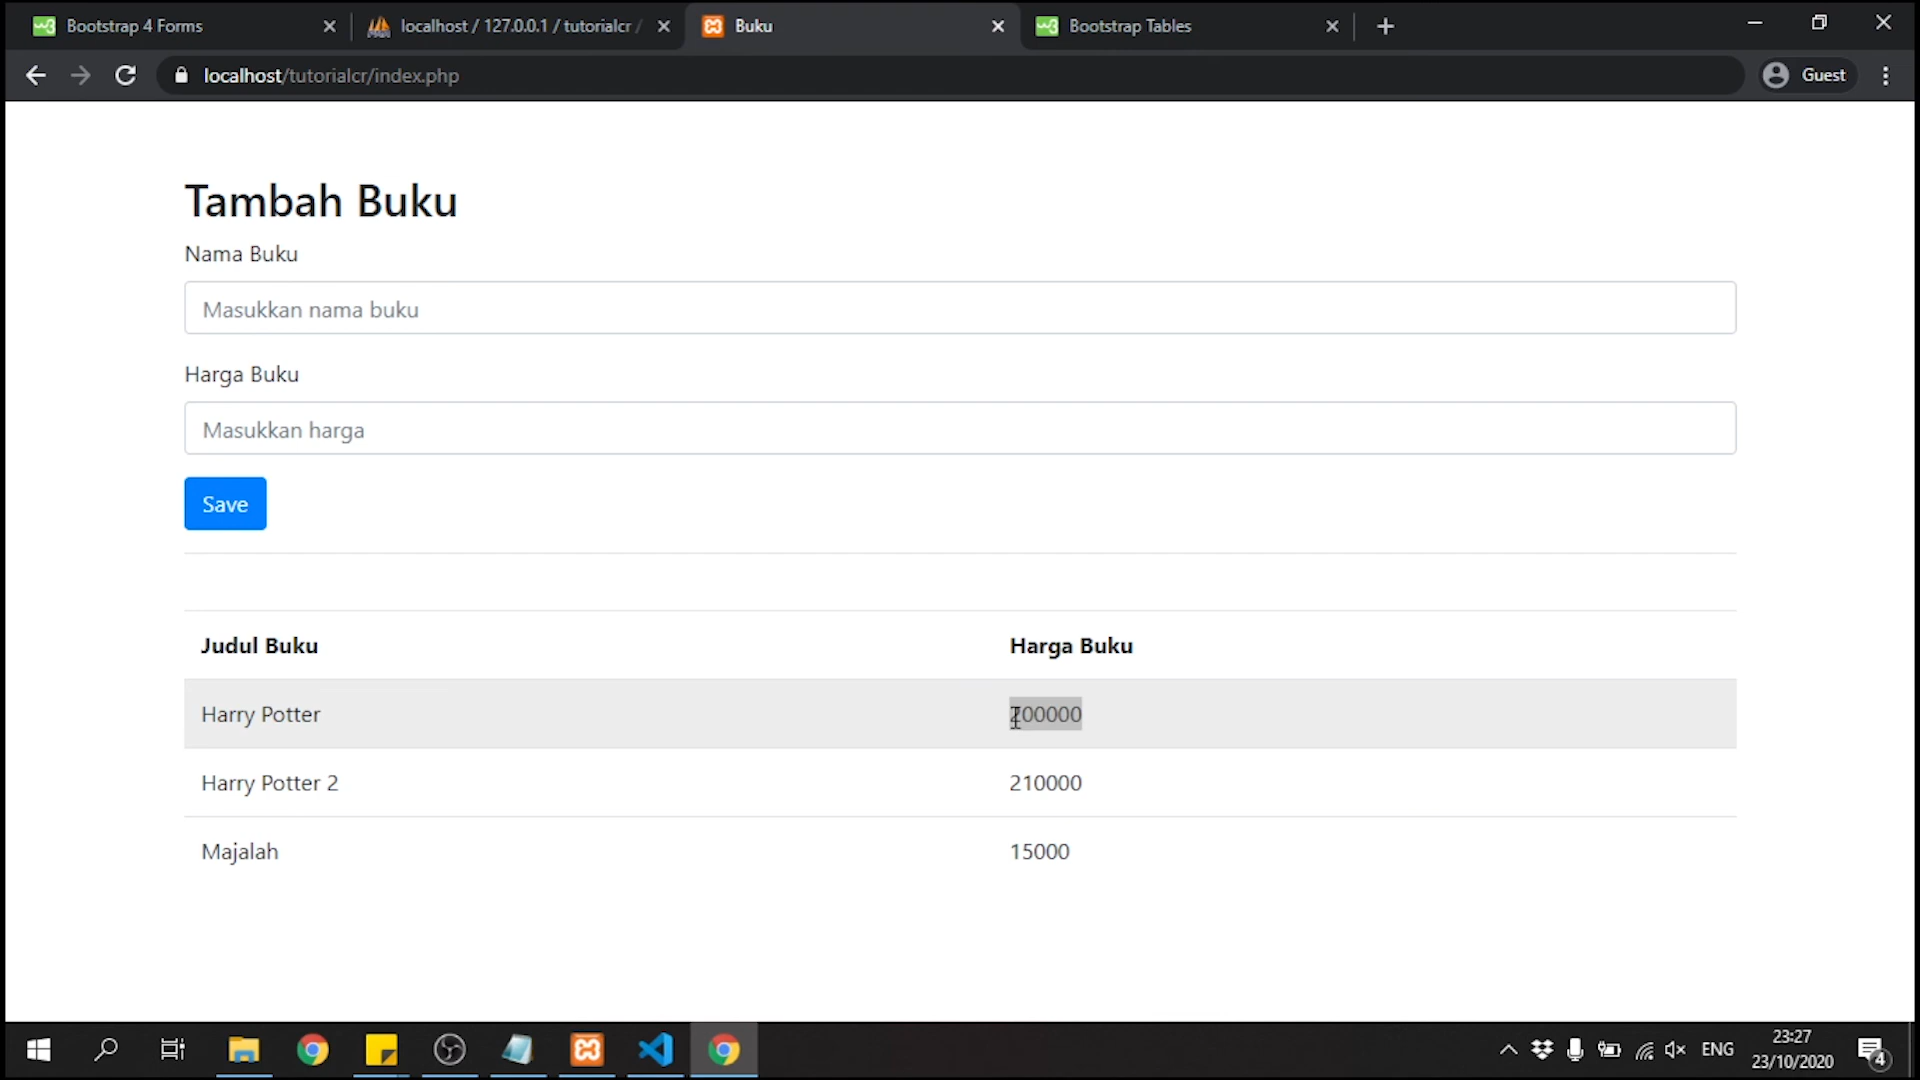 Bootstrap 4 Forms
localhost / 127.0.0.1 / tutorialcr /
Buku
Bootstrap Tables
localhost/tutorialcr/index.php
Guest
Tambah Buku
Nama Buku
Masukkan nama buku
Harga Buku
Masukkan harga
Save
Judul Buku Harga Buku
Harry Potter 200000
Harry Potter 2 210000
Majalah 15000
ENG
23:27
23/10/2020
4